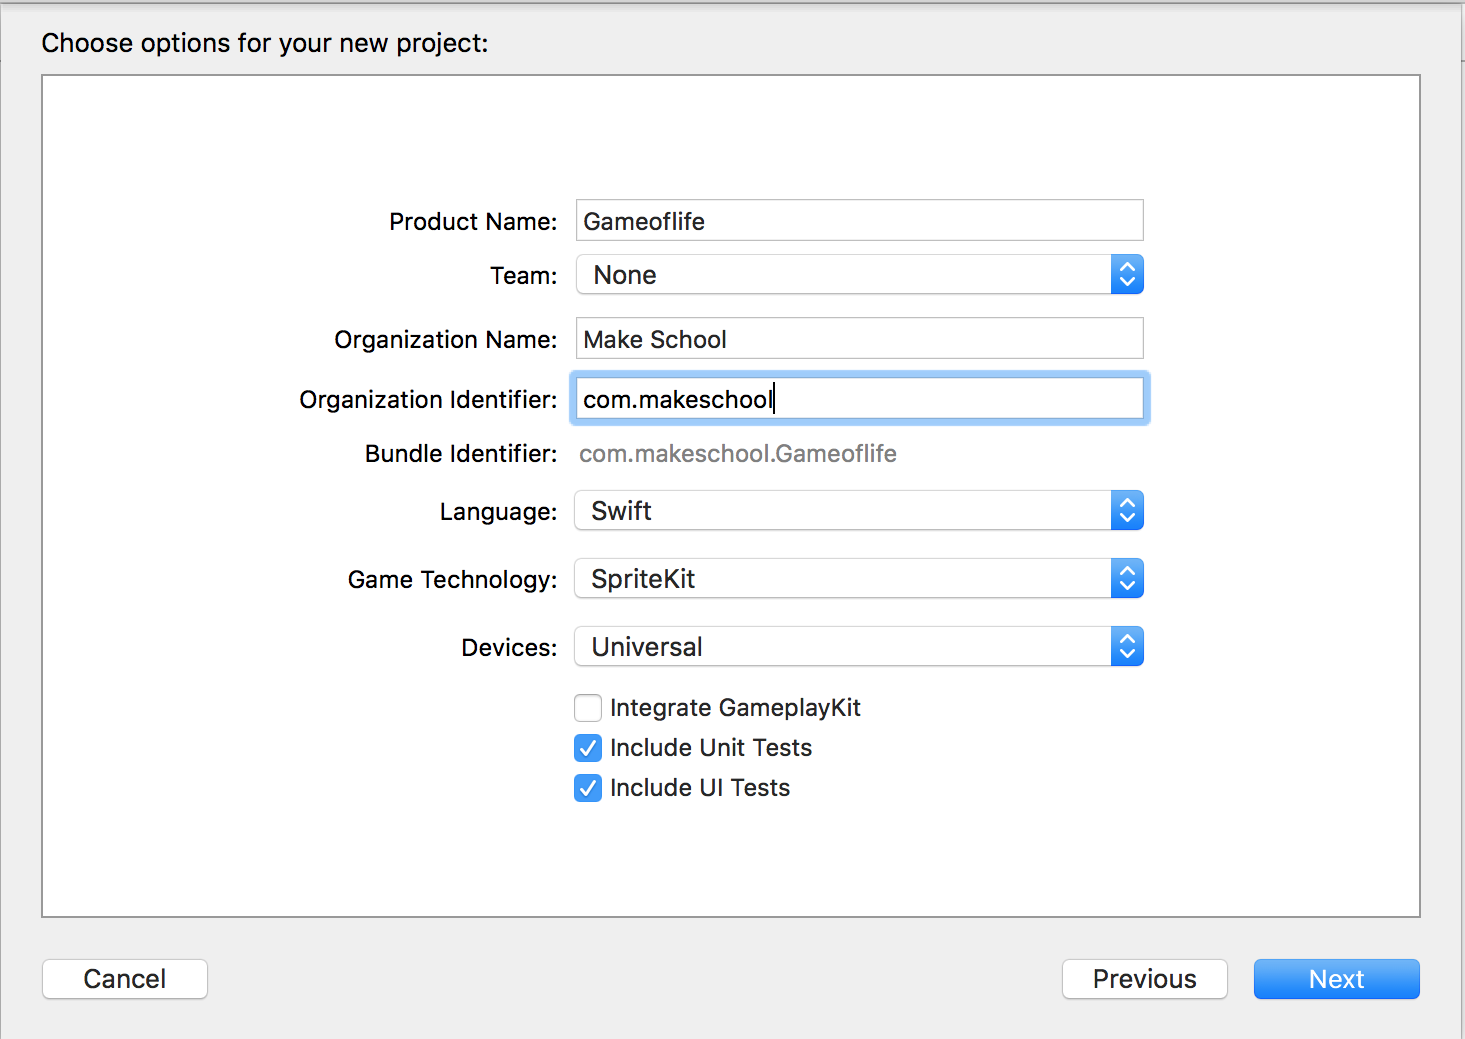 Choose options for your new project:
Product Name: Gameoflife
Team: None
Organization Name: Make School
Organization Identifier: com.makeschool
Bundle Identifier: com.makeschool.Gameoflife
Language: Swift
Game Technology: SpriteKit
Devices: Universal
Integrate GameplayKit
Include Unit Tests
Include UI Tests
Cancel Previous Next